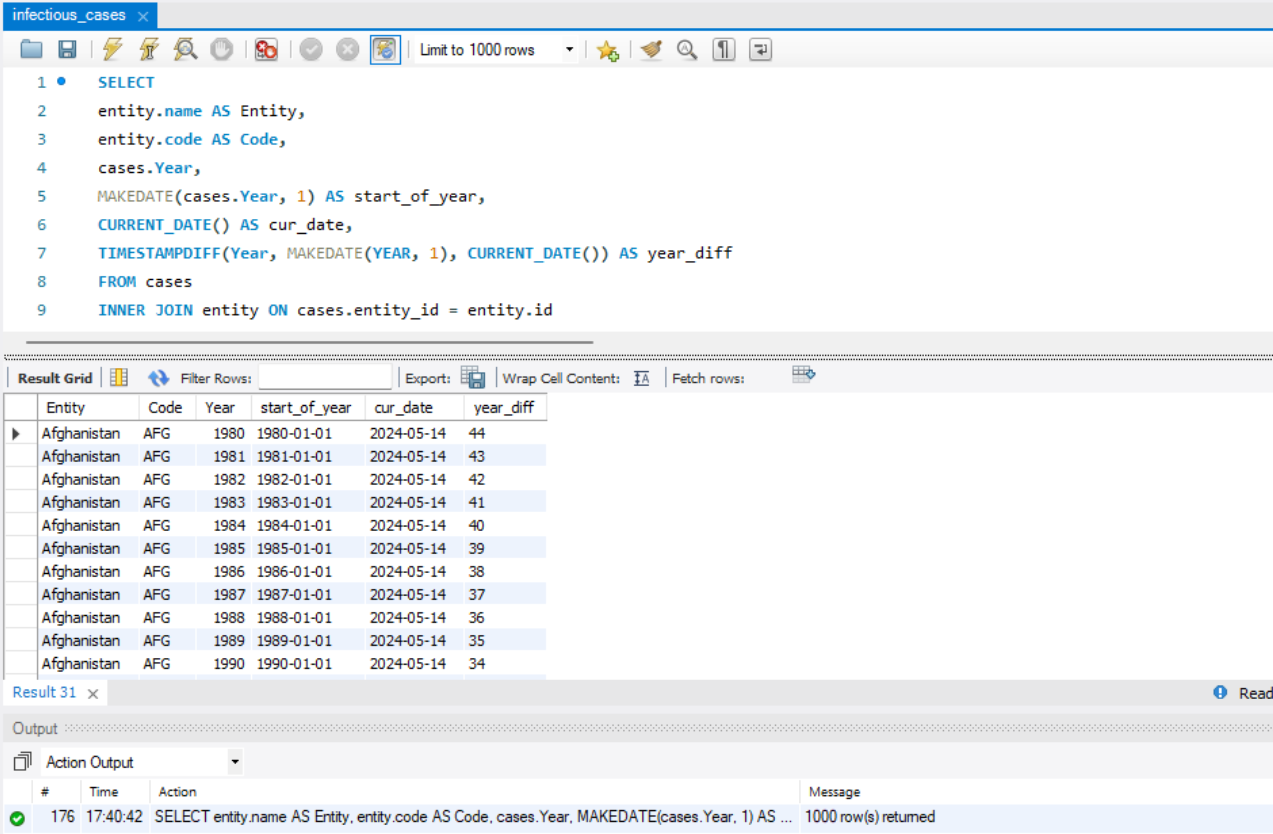 infectious_cases
Limit to 1000 rows
1 SELECT
2 entity.name AS Entity,
3 entity.code AS Code,
4 cases.Year,
5 MAKEDATE(cases.Year, 1) AS start_of_year,
6 CURRENT_DATE() AS cur_date,
7 TIMESTAMPDIFF(Year, MAKEDATE(YEAR, 1), CURRENT_DATE()) AS year_diff
8 FROM cases
9 INNER JOIN entity ON cases.entity_id = entity.id
Result Grid Filter Rows: Export: Wrap Cell Content: Fetch rows:
Entity Code Year start_of_year cur_date year_diff
Afghanistan AFG 1980 1980-01-01 2024-05-14 44
Afghanistan AFG 1981 1981-01-01 2024-05-14 43
Afghanistan AFG 1982 1982-01-01 2024-05-14 42
Afghanistan AFG 1983 1983-01-01 2024-05-14 41
Afghanistan AFG 1984 1984-01-01 2024-05-14 40
Afghanistan AFG 1985 1985-01-01 2024-05-14 39
Afghanistan AFG 1986 1986-01-01 2024-05-14 38
Afghanistan AFG 1987 1987-01-01 2024-05-14 37
Afghanistan AFG 1988 1988-01-01 2024-05-14 36
Afghanistan AFG 1989 1989-01-01 2024-05-14 35
Afghanistan AFG 1990 1990-01-01 2024-05-14 34
Result 31 Read
Output
Action Output
# Time Action Message
176 17:40:42 SELECT entity.name AS Entity, entity.code AS Code, cases.Year, MAKEDATE(cases.Year, 1) AS ... 1000 row(s) returned